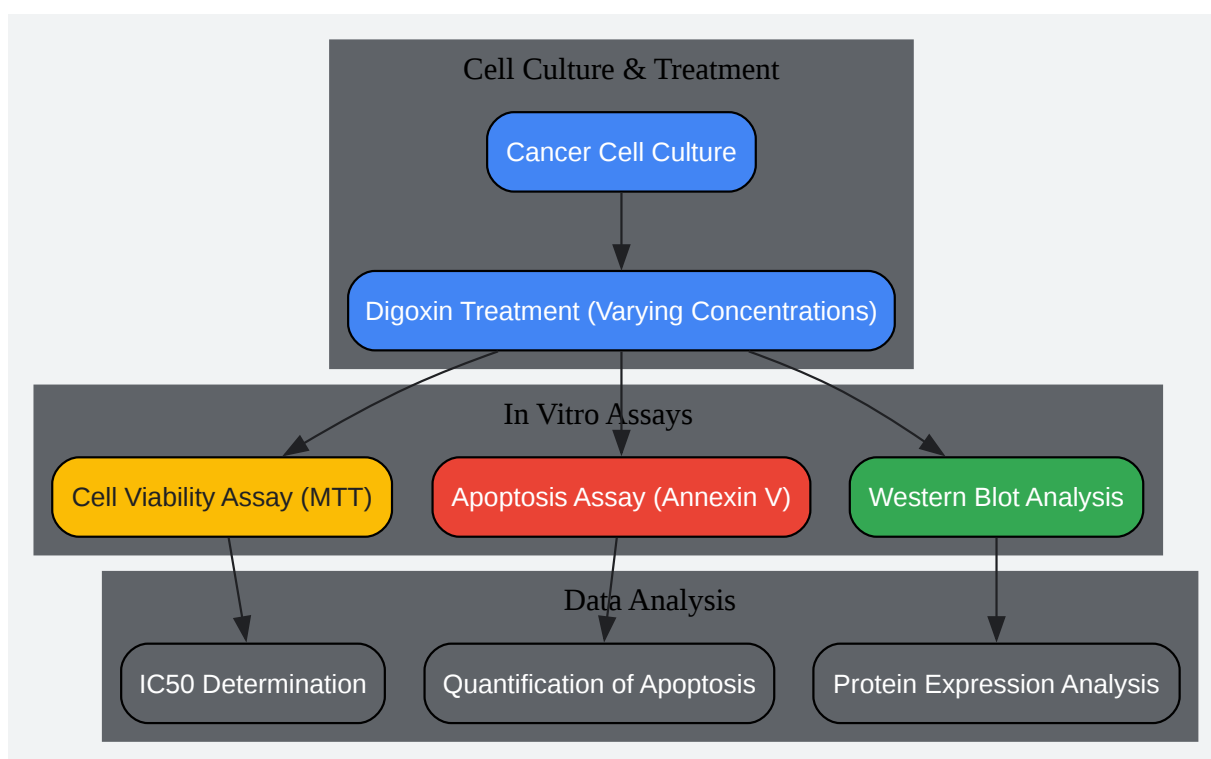 Cell Culture & Treatment
Cancer Cell Culture
Digoxin Treatment (Varying Concentrations)
In Vitro Assays
Cell Viability Assay (MTT)
Apoptosis Assay (Annexin V)
Western Blot Analysis
Data Analysis
IC50 Determination
Quantification of Apoptosis
Protein Expression Analysis